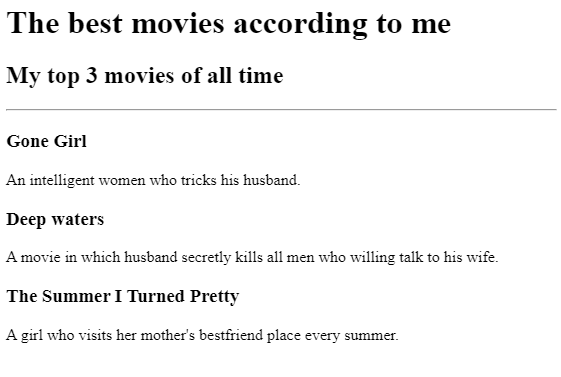 The best movies according to me
My top 3 movies of all time
Gone Girl
An intelligent women who tricks his husband.
Deep waters
A movie in which husband secretly kills all men who willing talk to his wife.
The Summer I Turned Pretty
A girl who visits her mother's bestfriend place every summer.